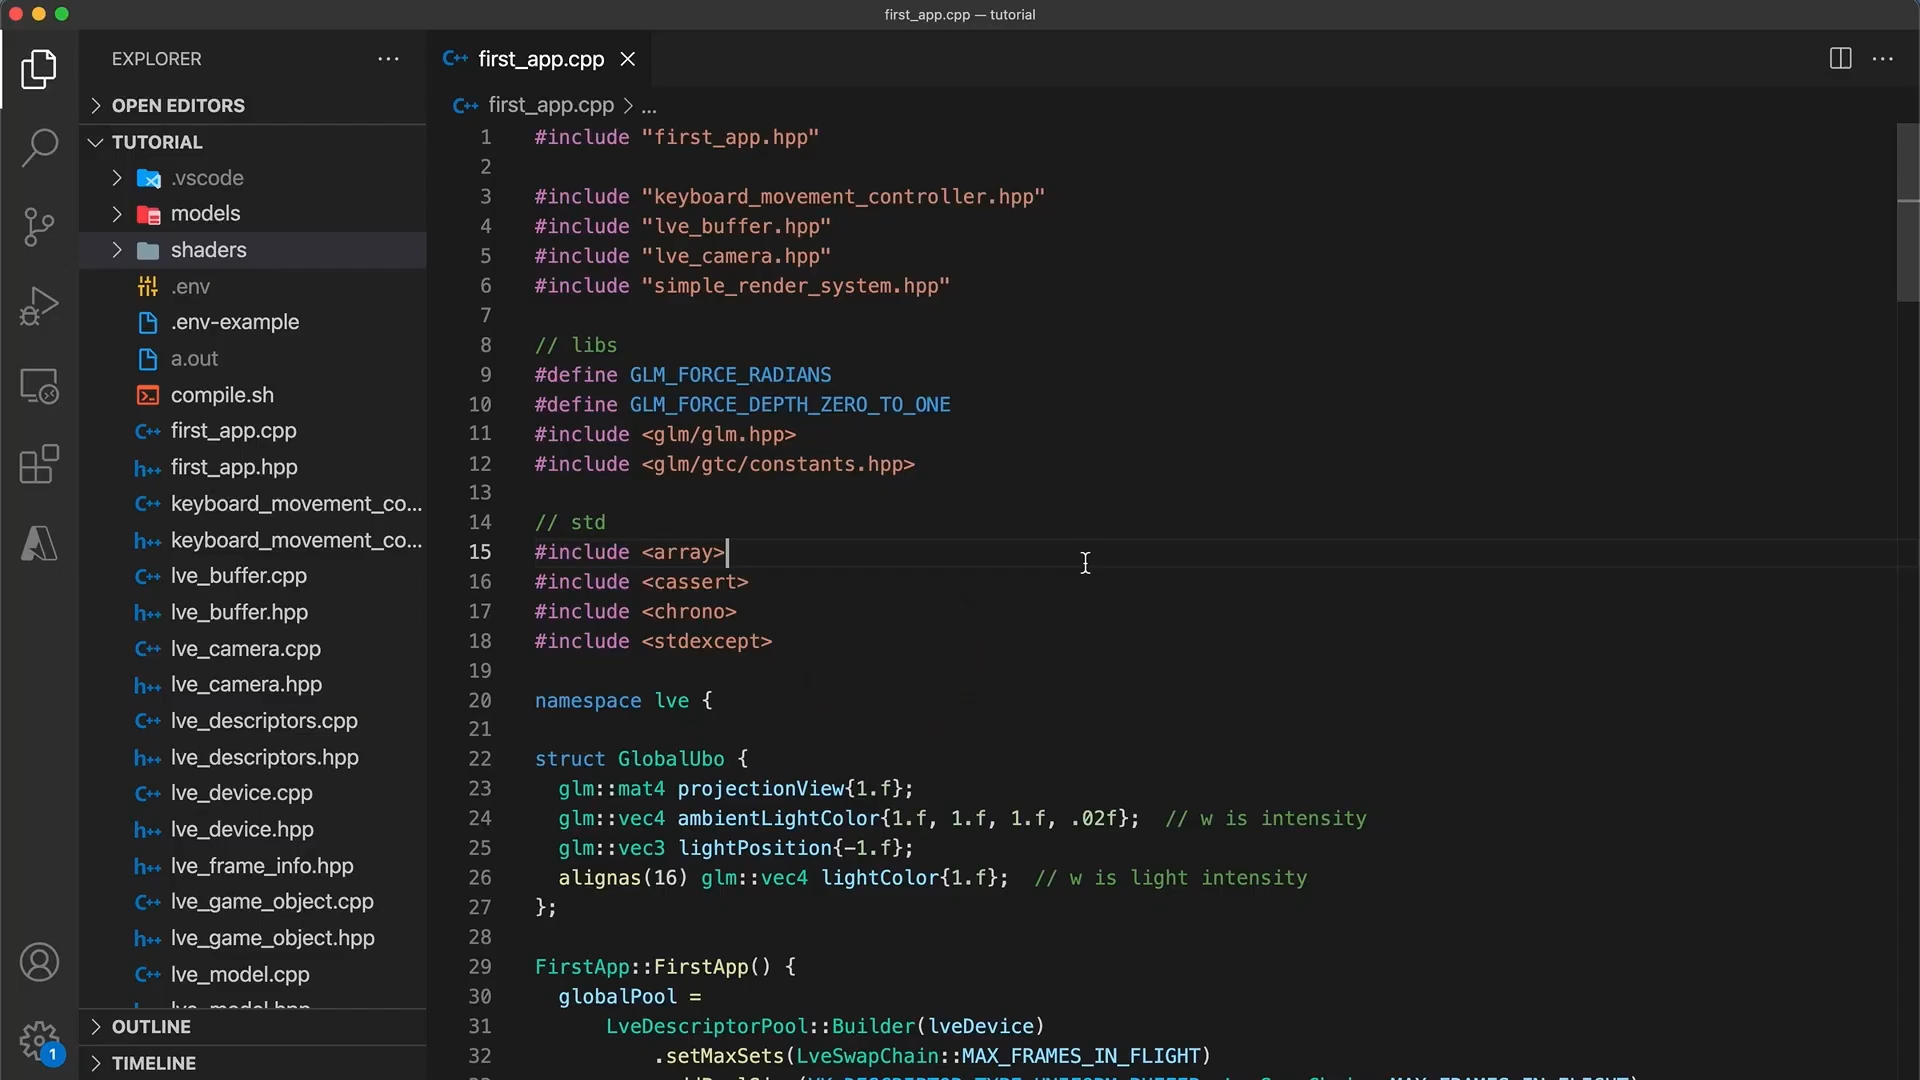 first_app.cpp — tutorial
EXPLORER
OPEN EDITORS
TUTORIAL
.vscode
models
shaders
.env
.env-example
a.out
compile.sh
first_app.cpp
first_app.hpp
keyboard_movement_co...
keyboard_movement_co...
lve_buffer.cpp
lve_buffer.hpp
lve_camera.cpp
lve_camera.hpp
lve_descriptors.cpp
lve_descriptors.hpp
lve_device.cpp
lve_device.hpp
lve_frame_info.hpp
lve_game_object.cpp
lve_game_object.hpp
lve_model.cpp
lve_model.hpp
OUTLINE
TIMELINE
1
first_app.cpp
first_app.cpp > ...
1 #include "first_app.hpp"
2
3 #include "keyboard_movement_controller.hpp"
4 #include "lve_buffer.hpp"
5 #include "lve_camera.hpp"
6 #include "simple_render_system.hpp"
7
8 // libs
9 #define GLM_FORCE_RADIANS
10 #define GLM_FORCE_DEPTH_ZERO_TO_ONE
11 #include <glm/glm.hpp>
12 #include <glm/gtc/constants.hpp>
13
14 // std
15 #include <array>
16 #include <cassert>
17 #include <chrono>
18 #include <stdexcept>
19
20 namespace lve {
21
22 struct GlobalUbo {
23 glm::mat4 projectionView{1.f};
24 glm::vec4 ambientLightColor{1.f, 1.f, 1.f, .02f}; // w is intensity
25 glm::vec3 lightPosition{-1.f};
26 alignas(16) glm::vec4 lightColor{1.f}; // w is light intensity
27 };
28
29 FirstApp::FirstApp() {
30 globalPool =
31 LveDescriptorPool::Builder(lveDevice)
32 .setMaxSets(LveSwapChain::MAX_FRAMES_IN_FLIGHT)